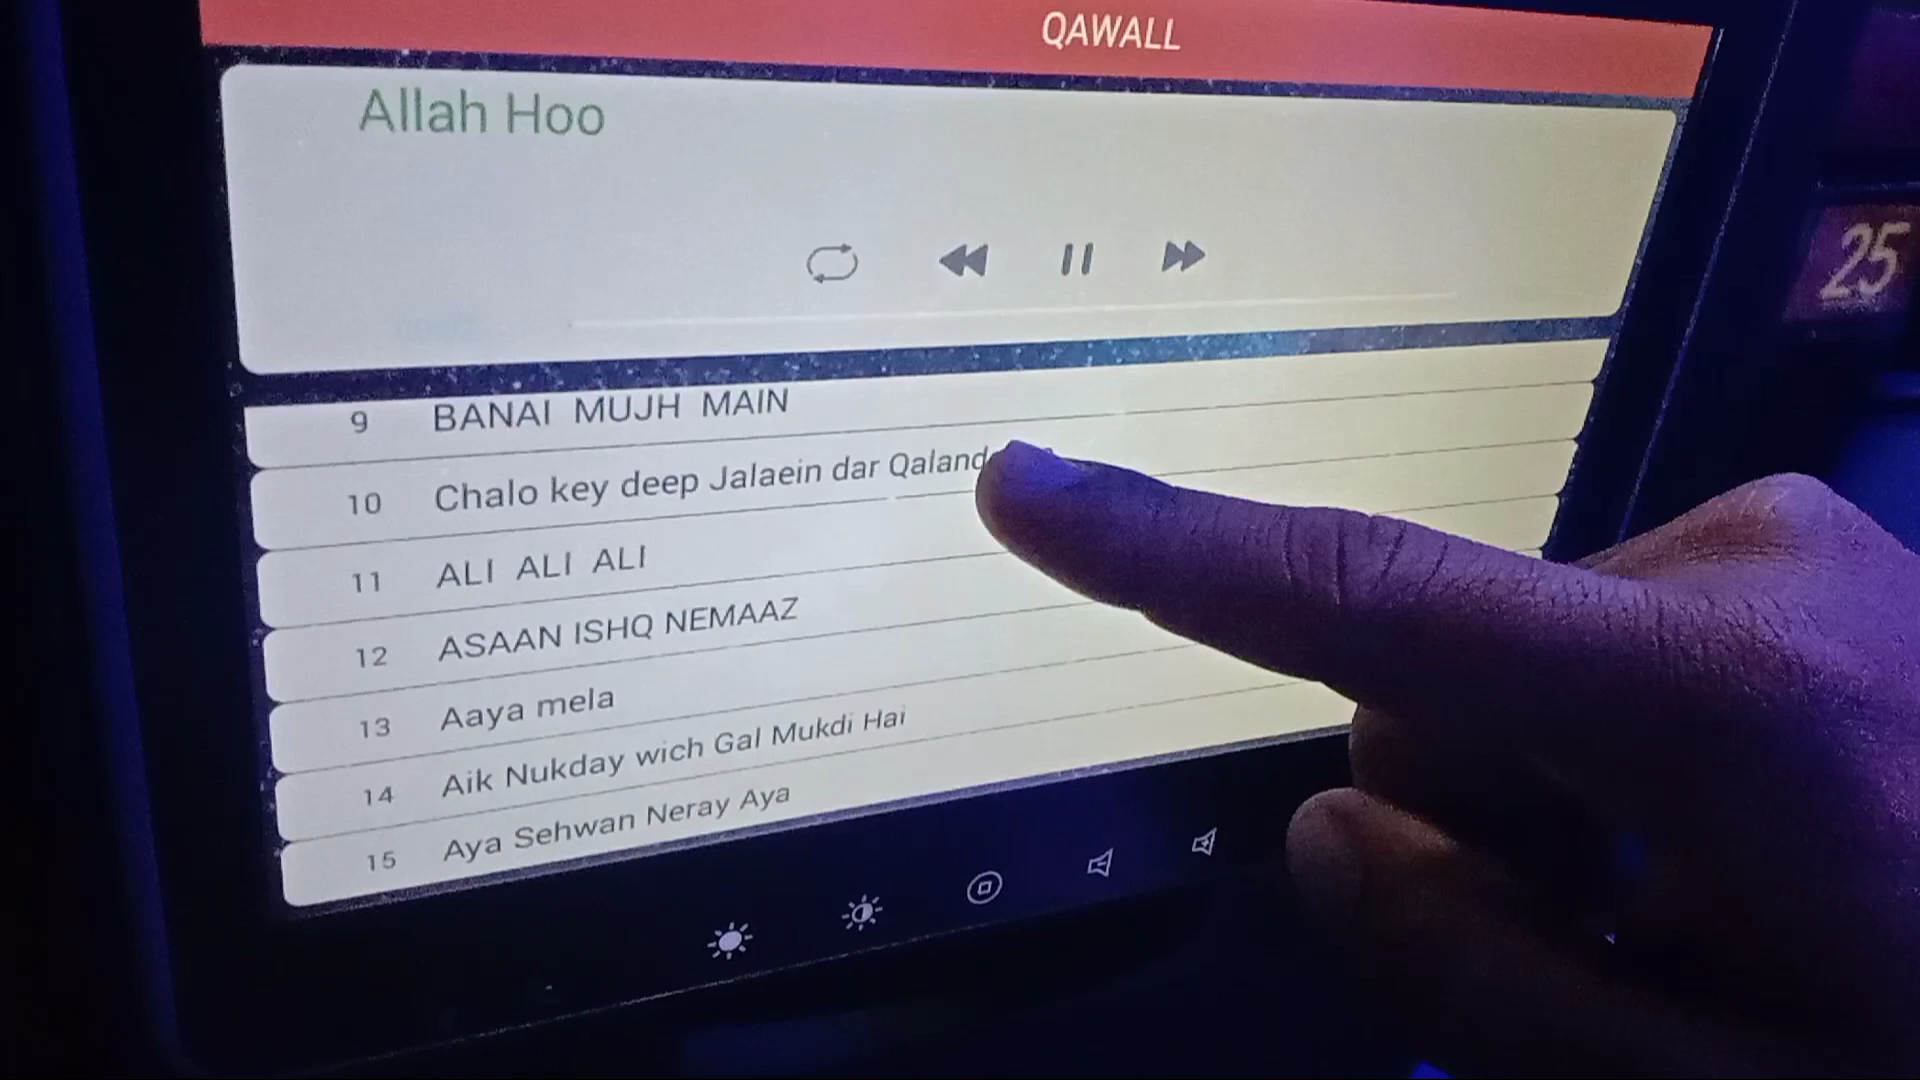 QAWALL
Allah Hoo
25
9 BANAI MUJH MAIN
10 Chalo key deep Jalaein dar Qaland
11 ALI ALI ALI
12 ASAAN ISHQ NEMAAZ
13 Aaya mela
14 Aik Nukday wich Gal Mukdi Hai
15 Aya Sehwan Neray Aya